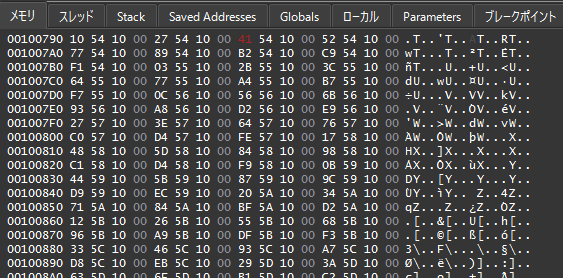 メモリ スレッド Stack Saved Addresses Globals ローカル Parameters ブレークポイント
00100790 10 54 10 00 27 54 10 00 41 54 10 00 52 54 10 00 .T..'T..AT..RT..
001007A0 77 54 10 00 89 54 10 00 B2 54 10 00 C9 54 10 00 wT...T..²T..ÉT..
001007B0 F1 54 10 00 03 55 10 00 2B 55 10 00 3C 55 10 00 ñT...U..+U..<U..
001007C0 64 55 10 00 77 55 10 00 A4 55 10 00 B7 55 10 00 dU..wU..¤U..·U..
001007D0 F7 55 10 00 0C 56 10 00 56 56 10 00 6B 56 10 00 ÷U...V..VV..kV..
001007E0 93 56 10 00 A8 56 10 00 D2 56 10 00 E9 56 10 00 .V..¨V..ÒV..éV..
001007F0 27 57 10 00 3E 57 10 00 64 57 10 00 76 57 10 00 'W..>W..dW..vW..
00100800 C0 57 10 00 D4 57 10 00 FE 57 10 00 17 58 10 00 ÀW..ÔW..þW...X..
00100810 48 58 10 00 5D 58 10 00 84 58 10 00 98 58 10 00 HX..]X...X...X..
00100820 C1 58 10 00 D4 58 10 00 F9 58 10 00 0B 59 10 00 ÁX..ÔX..ùX...Y..
00100830 44 59 10 00 5B 59 10 00 87 59 10 00 9C 59 10 00 DY..[Y...Y...Y..
00100840 D9 59 10 00 EC 59 10 00 20 5A 10 00 34 5A 10 00 ÙY..ìY.. Z..4Z..
00100850 71 5A 10 00 84 5A 10 00 BF 5A 10 00 D2 5A 10 00 qZ...Z..¿Z..ÒZ..
00100860 12 5B 10 00 26 5B 10 00 55 5B 10 00 68 5B 10 00 .[..&[..U[..h[..
00100870 96 5B 10 00 A9 5B 10 00 DF 5B 10 00 F3 5B 10 00 .[..©[..ß[..ó[..
00100880 33 5C 10 00 46 5C 10 00 93 5C 10 00 A7 5C 10 00 3\..F\...\..§\..
00100890 D8 5C 10 00 EB 5C 10 00 29 5D 10 00 3A 5D 10 00 Ø\..ë\..)]..:]..